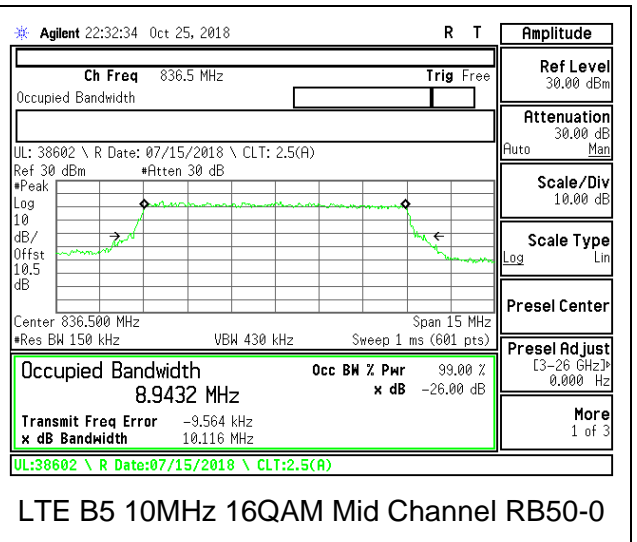 Agilent 22:32:34 Oct 25, 2018 R T
Ch Freq 836.5 MHz Trig Free
Occupied Bandwidth
UL: 38602 \ R Date: 07/15/2018 \ CLT: 2.5(A)
Ref 30 dBm #Atten 30 dB
#Peak
Log
10
dB/
Offst
10.5
dB
Center 836.500 MHz Span 15 MHz
#Res BW 150 kHz VBW 430 kHz Sweep 1 ms (601 pts)
Occupied Bandwidth Occ BW % Pwr 99.00 %
8.9432 MHz x dB -26.00 dB
Transmit Freq Error -9.564 kHz
x dB Bandwidth 10.116 MHz
UL:38602 \ R Date:07/15/2018 \ CLT:2.5(A)
Amplitude
Ref Level
30.00 dBm
Attenuation
30.00 dB
Auto Man
Scale/Div
10.00 dB
Scale Type
Log Lin
Presel Center
Presel Adjust
[3-26 GHz]
0.000 Hz
More
1 of 3
LTE B5 10MHz 16QAM Mid Channel RB50-0